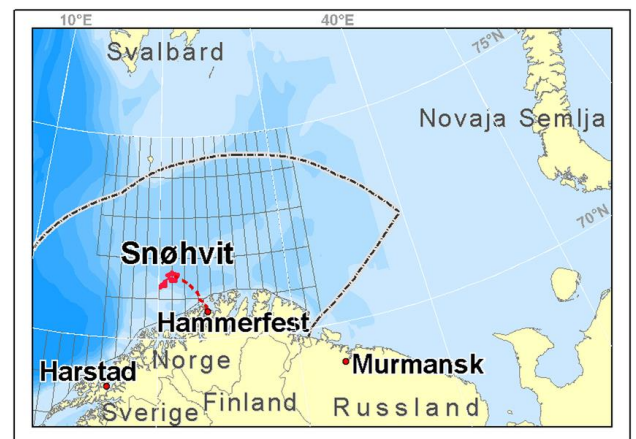 10°E
40°E
Svalbard
75°N
Novaja Semlja
70°N
Snøhvit
Hammerfest
Norge
Murmansk
Harstad
Sverige
Finland
Russland